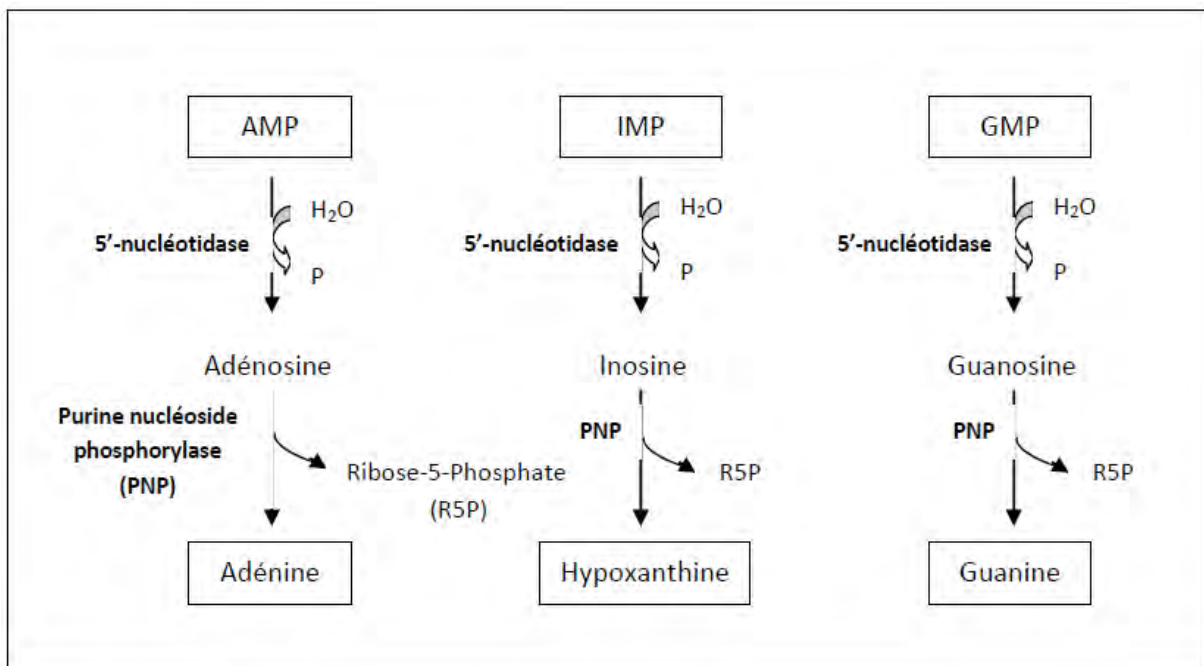 AMP
IMP
GMP
H₂O
H₂O
H₂O
5’-nucléotidase
5’-nucléotidase
5’-nucléotidase
P
P
P
Adénosine
Inosine
Guanosine
Purine nucléoside
phosphorylase
(PNP)
PNP
PNP
Ribose-5-Phosphate
(R5P)
R5P
R5P
Adénine
Hypoxanthine
Guanine